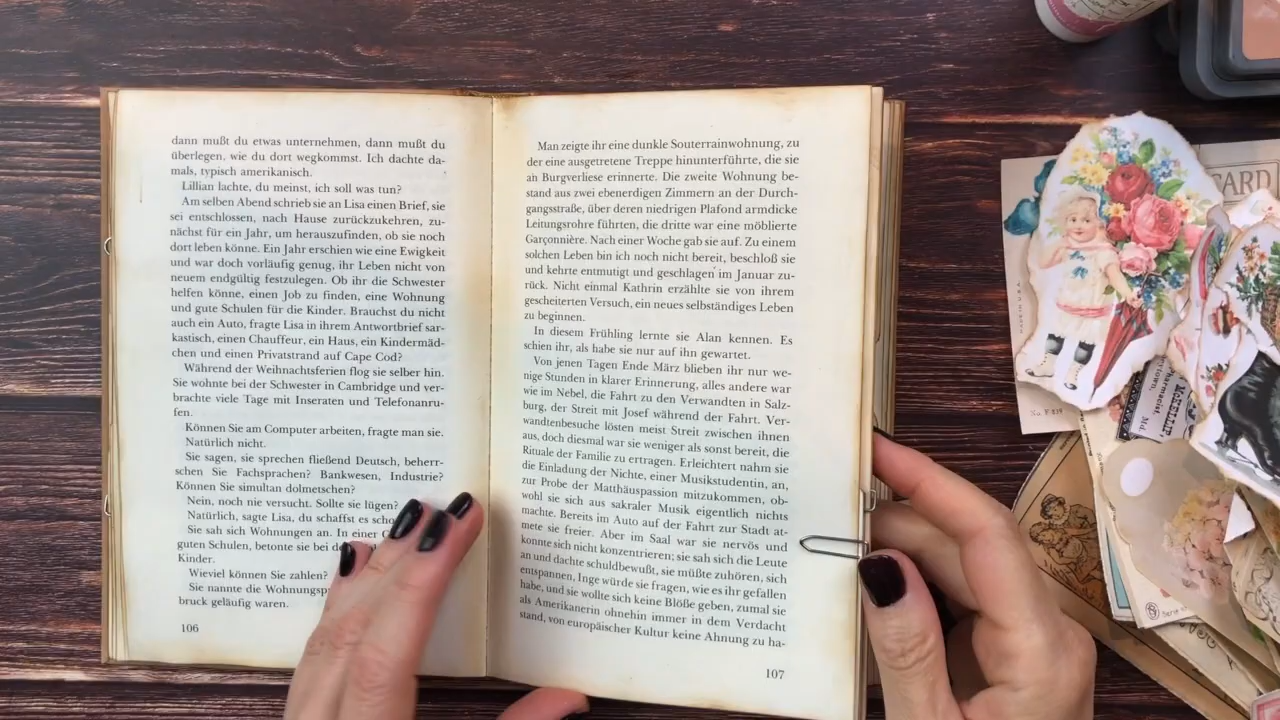 dann mußt du etwas unternehmen, dann mußt du
überlegen, wie du dort wegkommst. Ich dachte da-
mals, typisch amerikanisch.
Lillian lachte, du meinst, ich soll was tun?
Am selben Abend schrieb sie an Lisa einen Brief, sie
sei entschlossen, nach Hause zurückzukehren, zu-
nächst für ein Jahr, um herauszufinden, ob sie noch
dort leben könne. Ein Jahr erschien wie eine Ewigkeit
und war doch vorläufig genug, ihr Leben nicht von
neuem endgültig festzulegen. Ob ihr die Schwester
helfen könne, einen Job zu finden, eine Wohnung
und gute Schulen für die Kinder. Brauchst du nicht
auch ein Auto, fragte Lisa in ihrem Antwortbrief sar-
kastisch, einen Chauffeur, ein Haus, ein Kindermäd-
chen und einen Privatstrand auf Cape Cod?
Während der Weihnachtsferien flog sie selber hin.
Sie wohnte bei der Schwester in Cambridge und ver-
brachte viele Tage mit Inseraten und Telefonanru-
fen.
Können Sie am Computer arbeiten, fragte man sie.
Natürlich nicht.
Sie sagen, sie sprechen fließend Deutsch, beherr-
schen Sie Fachsprachen? Bankwesen, Industrie?
Können Sie simultan dolmetschen?
Nein, noch nie versucht. Sollte sie lügen?
Natürlich, sagte Lisa, du schaffst es scho
Sie sah sich Wohnungen an. In einer
guten Schulen, betonte sie bei de
Kinder.
Wieviel können Sie zahlen?
Sie nannte die Wohnungsp
bruck geläufig waren.
106
Man zeigte ihr eine dunkle Souterrainwohnung, zu
der eine ausgetretene Treppe hinunterführte, die sie
an Burgverliese erinnerte. Die zweite Wohnung be-
stand aus zwei ebenerdigen Zimmern an der Durch-
gangsstraße, über deren niedrigen Plafond armdicke
Leitungsrohre führten, die dritte war eine möblierte
Garçonnière. Nach einer Woche gab sie auf. Zu einem
solchen Leben bin ich noch nicht bereit, beschloß sie
und kehrte entmutigt und geschlagen im Januar zu-
rück. Nicht einmal Kathrin erzählte sie von ihrem
gescheiterten Versuch, ein neues selbständiges Leben
zu beginnen.
In diesem Frühling lernte sie Alan kennen. Es
schien ihr, als habe sie nur auf ihn gewartet.
Von jenen Tagen Ende März blieben ihr nur we-
nige Stunden in klarer Erinnerung, alles andere war
wie im Nebel, die Fahrt zu den Verwandten in Salz-
burg, der Streit mit Josef während der Fahrt. Ver-
wandtenbesuche lösten meist Streit zwischen ihnen
aus, doch diesmal war sie weniger als sonst bereit, die
Rituale der Familie zu ertragen. Erleichtert nahm sie
die Einladung der Nichte, einer Musikstudentin, an,
zur Probe der Matthäuspassion mitzukommen, ob-
wohl sie sich aus sakraler Musik eigentlich nichts
machte. Bereits im Auto auf der Fahrt zur Stadt at-
mete sie freier. Aber im Saal war sie nervös und
konnte sich nicht konzentrieren; sie sah sich die Leute
an und dachte schuldbewußt, sie müßte zuhören, sich
entspannen, Inge würde sie fragen, wie es ihr gefallen
habe, und sie wollte sich keine Blöße geben, zumal sie
als Amerikanerin ohnehin immer in dem Verdacht
stand, von europäischer Kultur keine Ahnung zu ha-
107
CARD
No. F 819
Pharmacist,